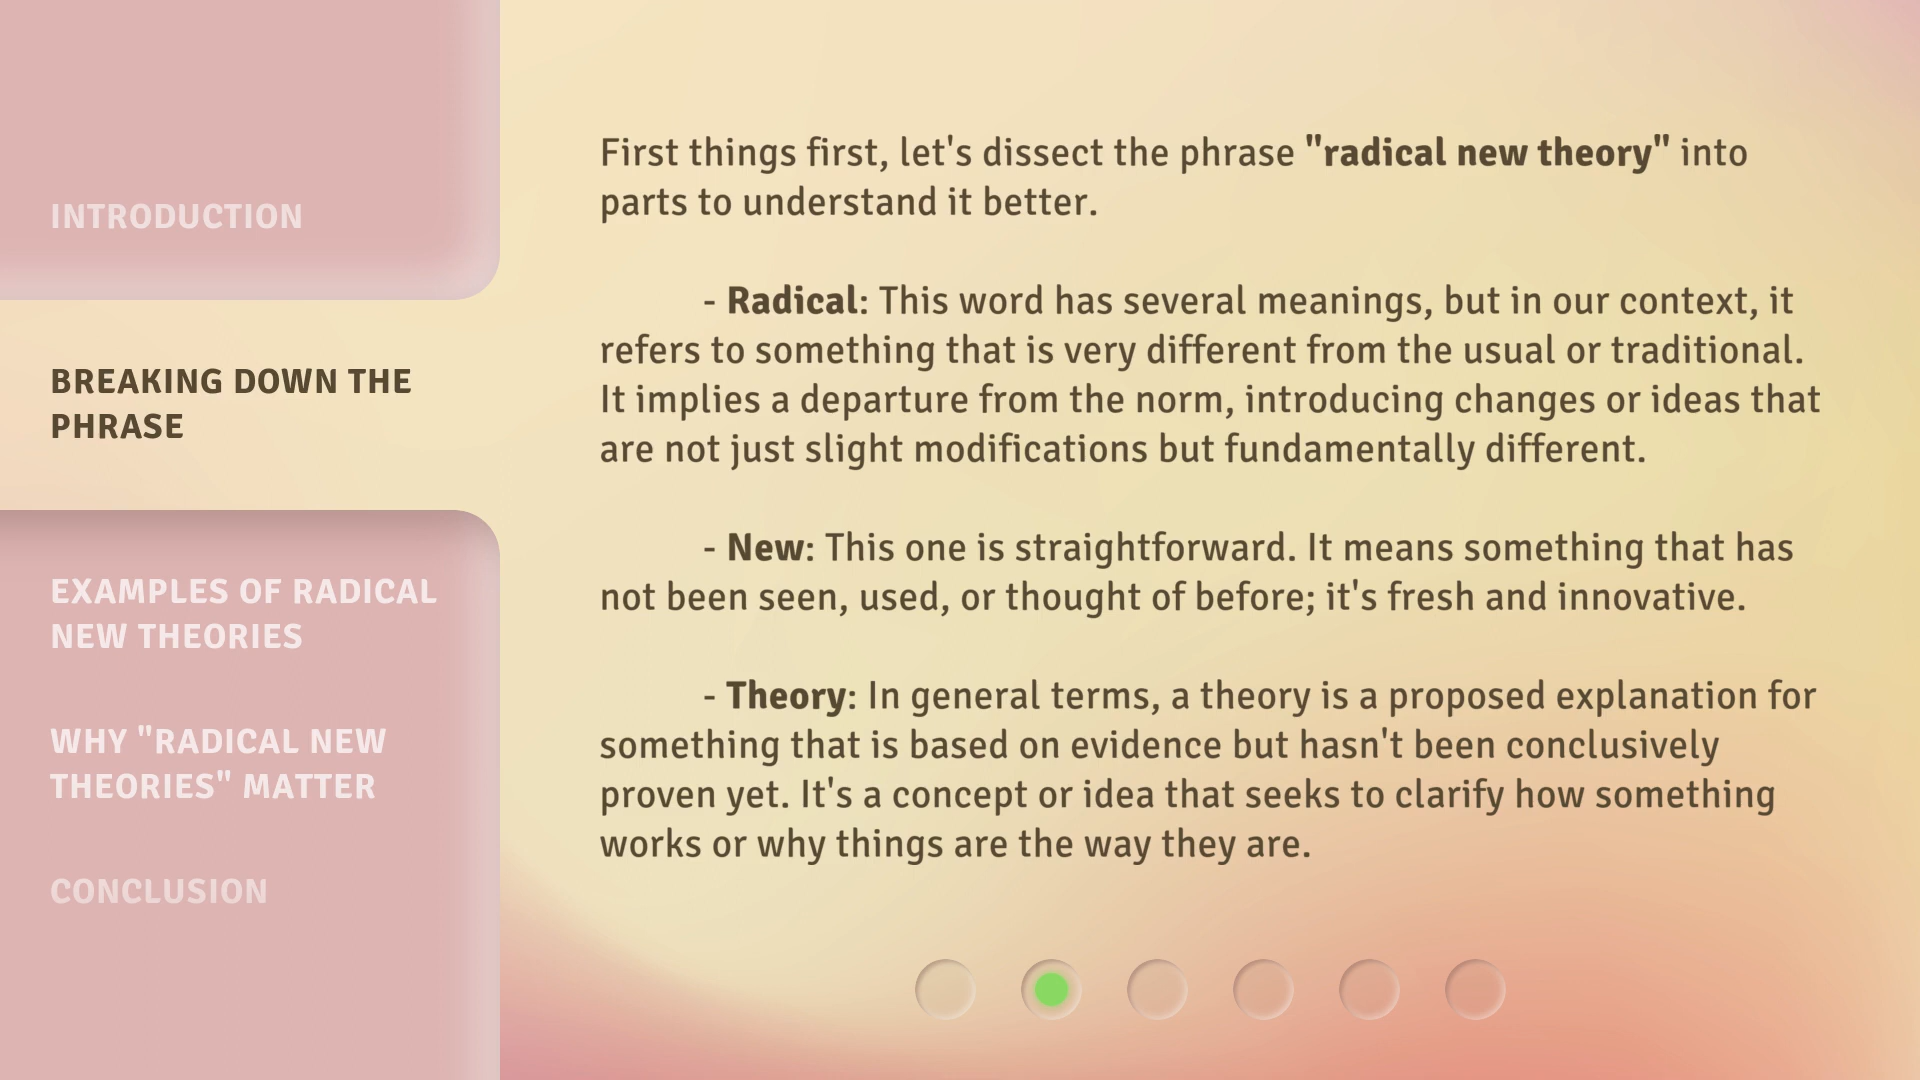 INTRODUCTION
BREAKING DOWN THE
PHRASE
EXAMPLES OF RADICAL
NEW THEORIES
WHY "RADICAL NEW
THEORIES" MATTER
CONCLUSION
First things first, let's dissect the phrase "radical new theory" into
parts to understand it better.
- Radical: This word has several meanings, but in our context, it
refers to something that is very different from the usual or traditional.
It implies a departure from the norm, introducing changes or ideas that
are not just slight modifications but fundamentally different.
- New: This one is straightforward. It means something that has
not been seen, used, or thought of before; it's fresh and innovative.
- Theory: In general terms, a theory is a proposed explanation for
something that is based on evidence but hasn't been conclusively
proven yet. It's a concept or idea that seeks to clarify how something
works or why things are the way they are.